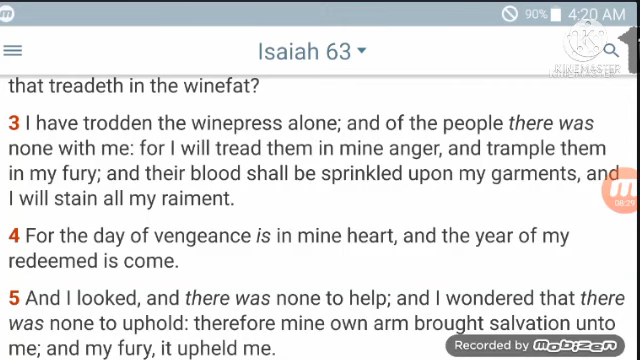 90% 4:20 AM
Isaiah 63
KINEMASTER
that treadeth in the winefat?
3 I have trodden the winepress alone; and of the people there was
none with me: for I will tread them in mine anger, and trample them
in my fury; and their blood shall be sprinkled upon my garments, and
I will stain all my raiment.
08:29
4 For the day of vengeance is in mine heart, and the year of my
redeemed is come.
5 And I looked, and there was none to help; and I wondered that there
was none to uphold: therefore mine own arm brought salvation unto
me; and my fury, it upheld me.
Recorded by mobizen